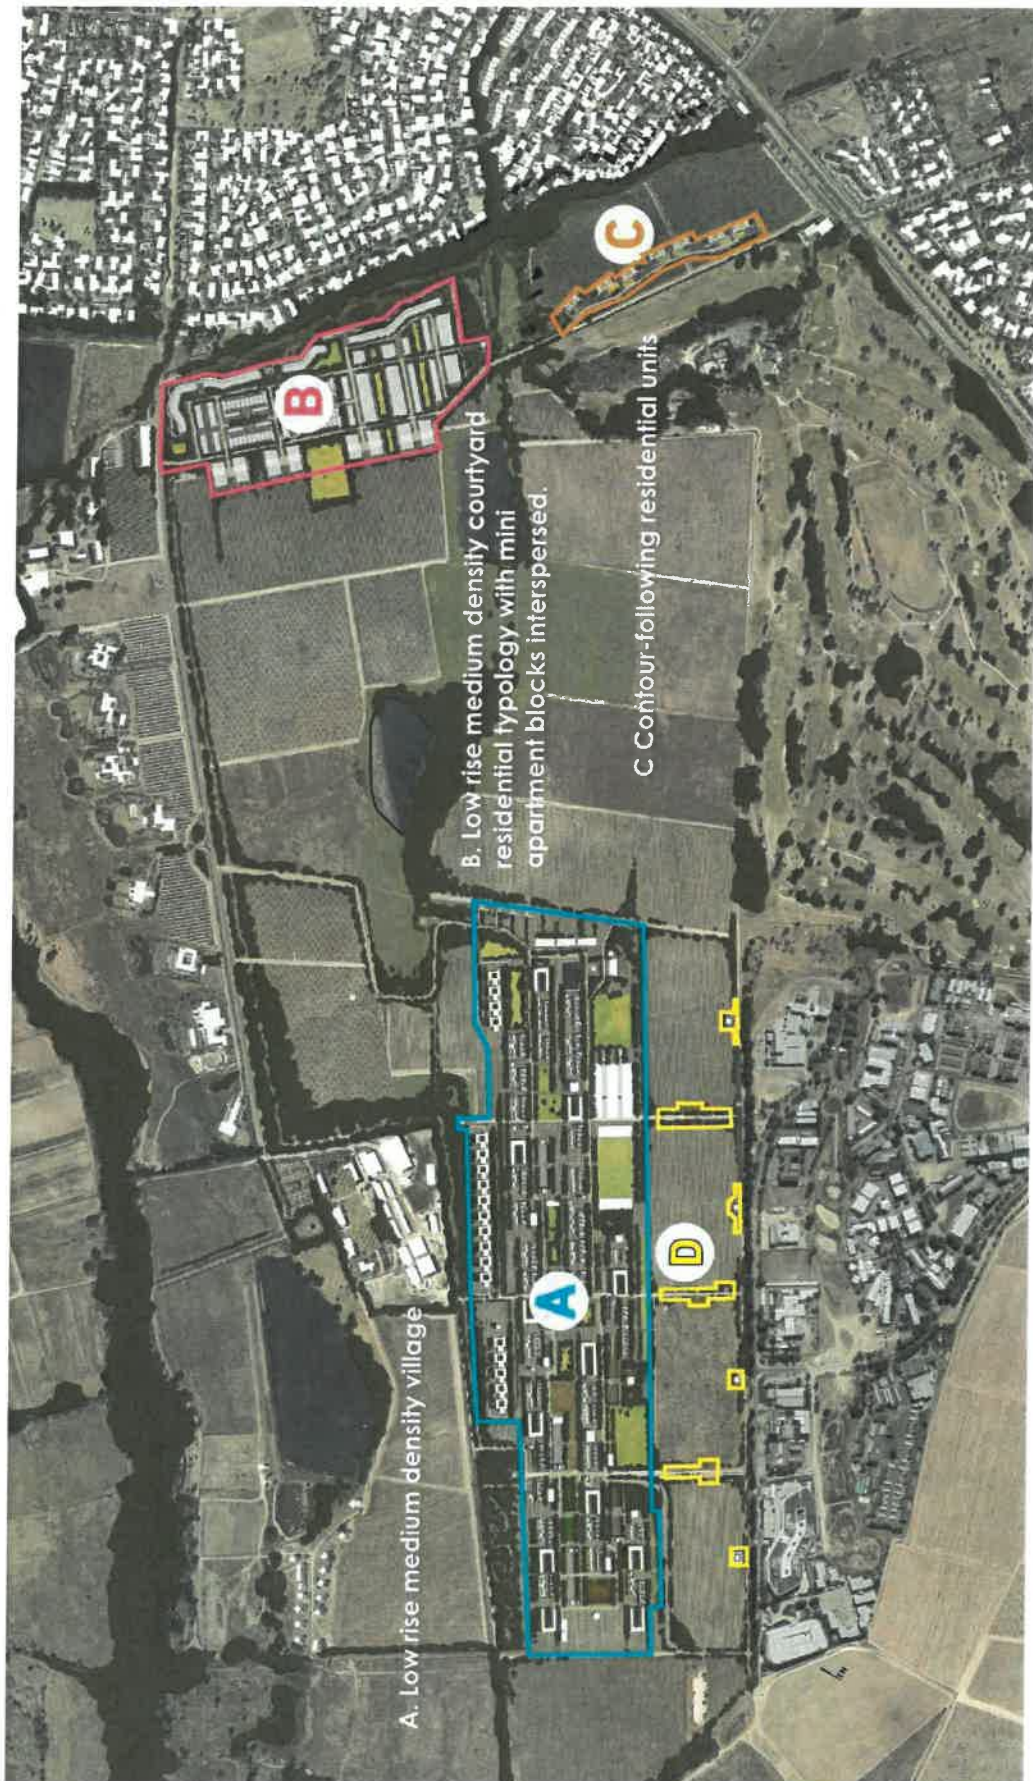 A. Low rise medium density village
B. Low rise medium density courtyard
residential typology with mini
apartment blocks interspersed.
C Contour-following residential units
A
B
C
D